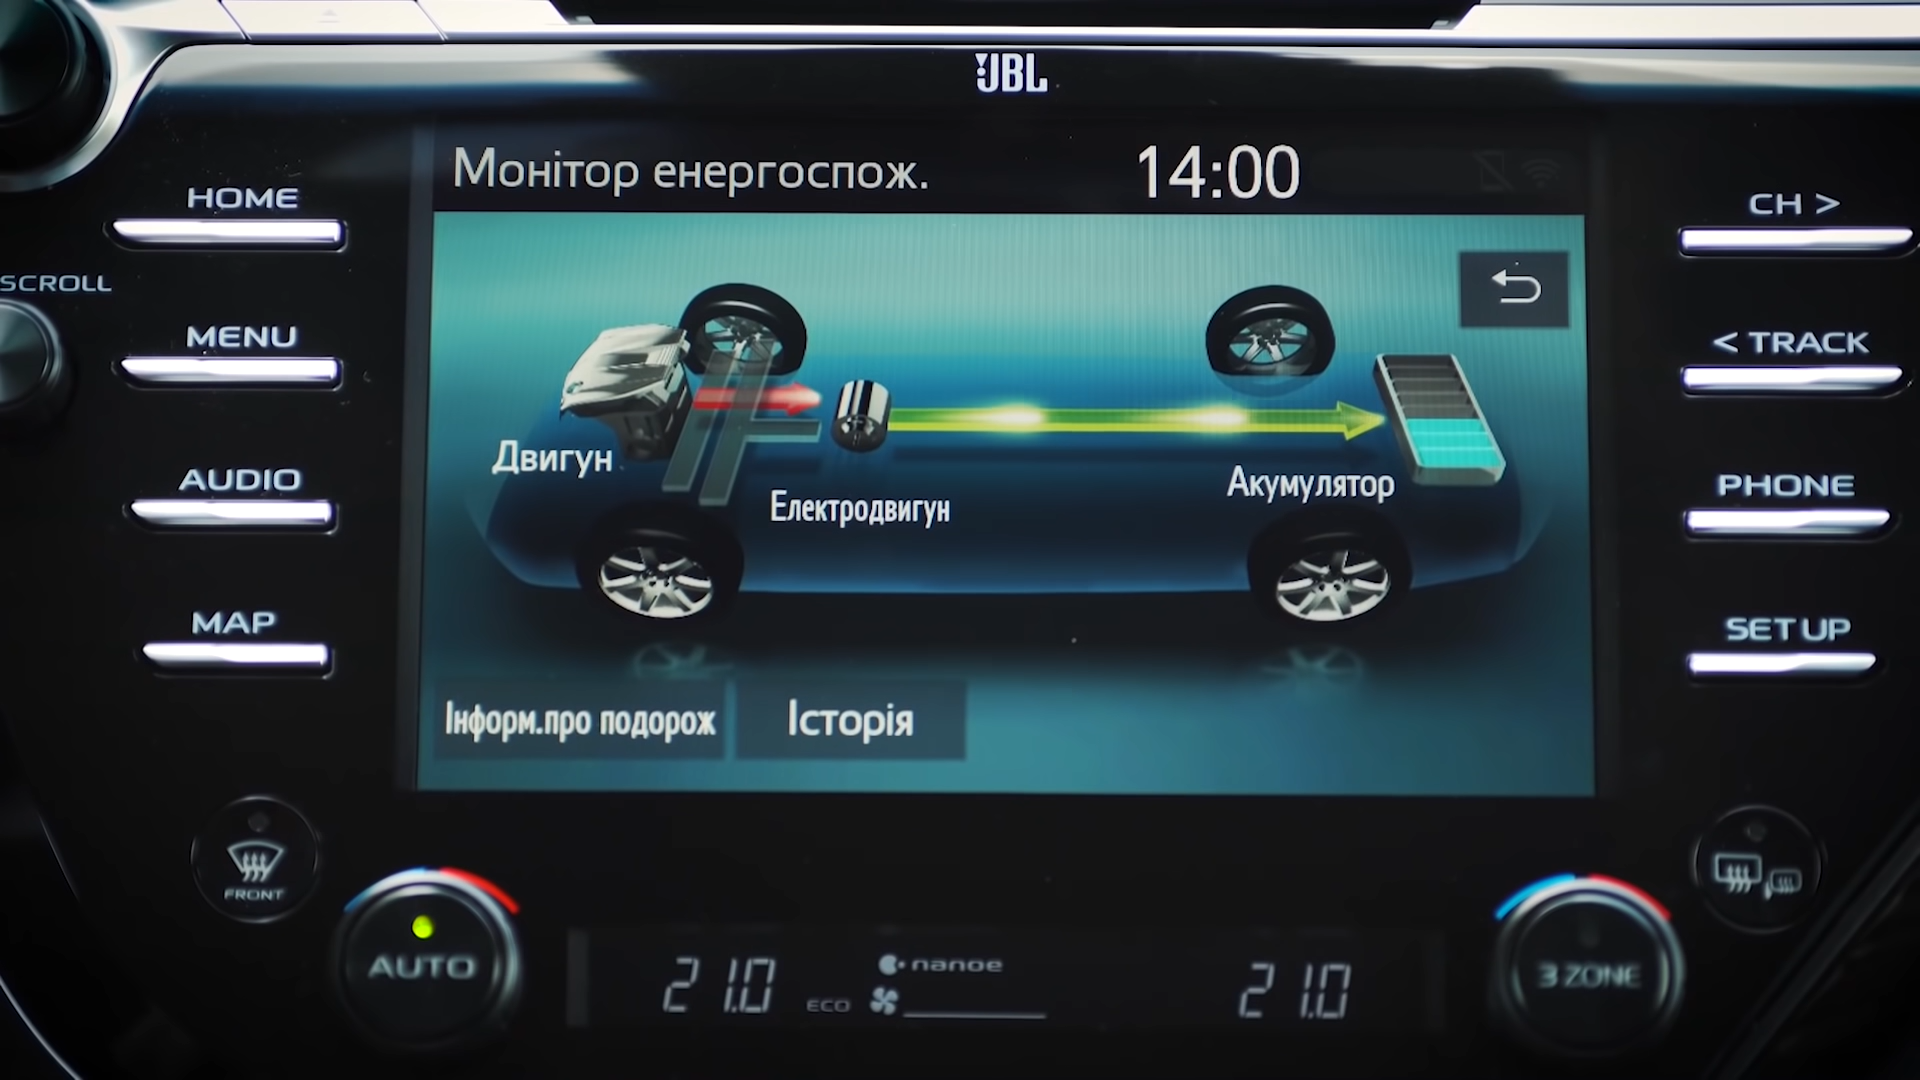 JBL
Монітор енергоспож.
14:00
HOME
SCROLL
MENU
AUDIO
MAP
CH >
< TRACK
PHONE
SETUP
Двигун
Електродвигун
Акумулятор
Інформ.про подорож
Історія
FRONT
AUTO
21.0
ECO
nanoe
21.0
3 ZONE